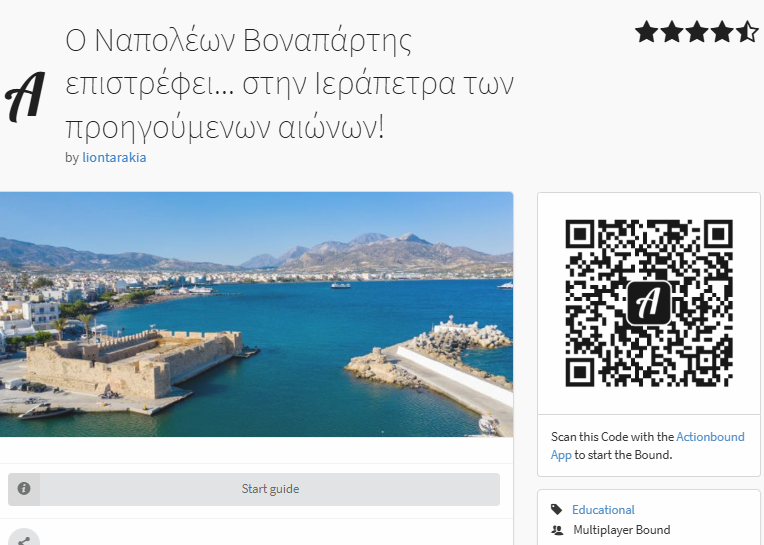 Ο Ναπολέων Βοναπάρτης
επιστρέφει... στην Ιεράπετρα των
προηγούμενων αιώνων!
by liontarakia
A
A
Scan this Code with the Actionbound
App to start the Bound.
Start guide
Educational
Multiplayer Bound